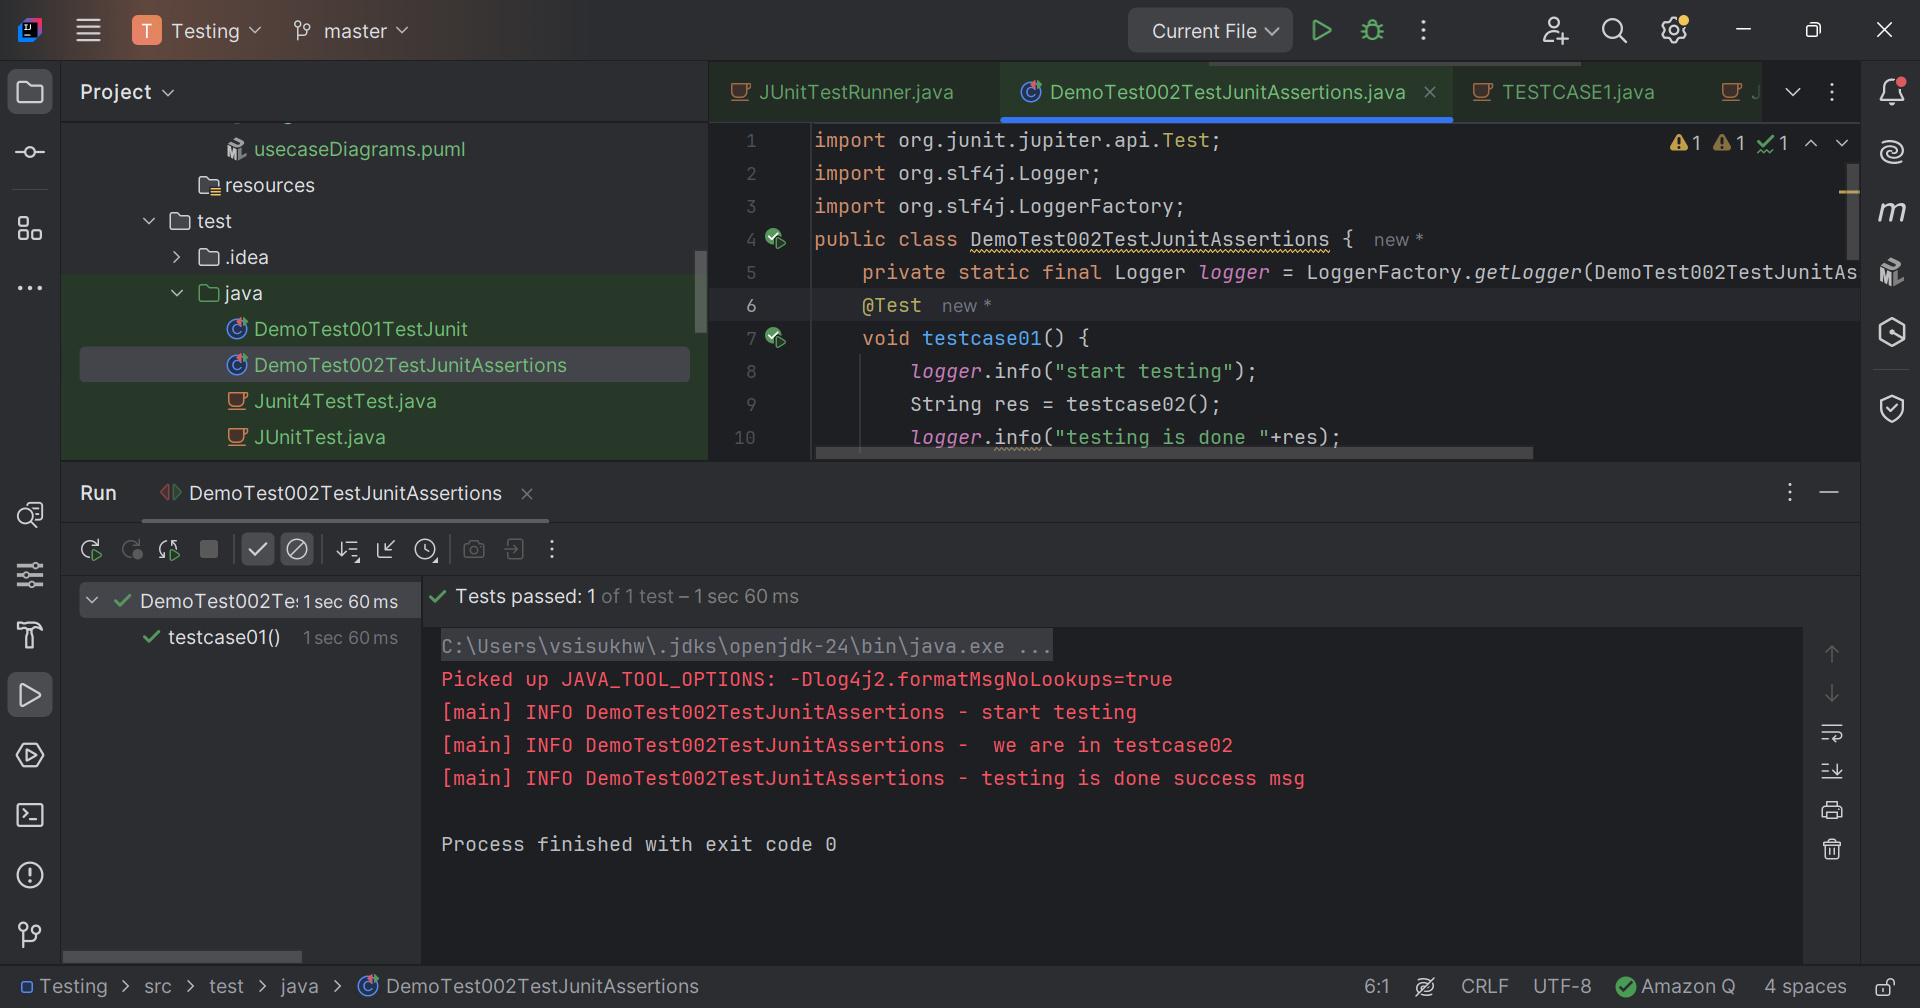 T Testing master
Current File
Project
usecaseDiagrams.puml
resources
test
.idea
java
DemoTest001TestJunit
DemoTest002TestJunitAssertions
Junit4TestTest.java
JUnitTest.java
JUnitTestRunner.java DemoTest002TestJunitAssertions.java TESTCASE1.java J
1 import org.junit.jupiter.api.Test;
1 1 1
2 import org.slf4j.Logger;
3 import org.slf4j.LoggerFactory;
4 public class DemoTest002TestJunitAssertions { new *
5 private static final Logger logger = LoggerFactory.getLogger(DemoTest002TestJunitAs
6 @Test new *
7 void testcase01() {
8 logger.info("start testing");
9 String res = testcase02();
10 logger.info("testing is done "+res);
Run DemoTest002TestJunitAssertions
DemoTest002Te 1 sec 60 ms
testcase01() 1 sec 60 ms
Tests passed: 1 of 1 test – 1 sec 60 ms
C:\Users\vsisukhw\.jdks\openjdk-24\bin\java.exe ...
Picked up JAVA_TOOL_OPTIONS: -Dlog4j2.formatMsgNoLookups=true
[main] INFO DemoTest002TestJunitAssertions - start testing
[main] INFO DemoTest002TestJunitAssertions -  we are in testcase02
[main] INFO DemoTest002TestJunitAssertions - testing is done success msg
Process finished with exit code 0
Testing > src > test > java > DemoTest002TestJunitAssertions
6:1 CRLF UTF-8 Amazon Q 4 spaces